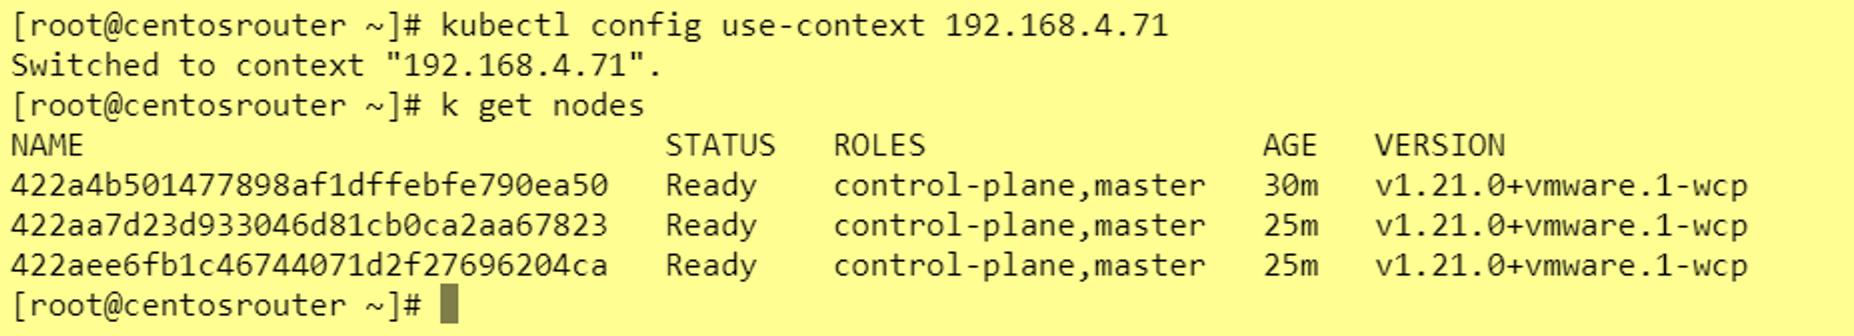 [root@centosrouter ~]# kubectl config use-context 192.168.4.71
Switched to context "192.168.4.71".
[root@centosrouter ~]# k get nodes
NAME                               STATUS   ROLES                  AGE   VERSION
422a4b501477898af1dffebfe790ea50   Ready    control-plane,master   30m   v1.21.0+vmware.1-wcp
422aa7d23d933046d81cb0ca2aa67823   Ready    control-plane,master   25m   v1.21.0+vmware.1-wcp
422aee6fb1c46744071d2f27696204ca   Ready    control-plane,master   25m   v1.21.0+vmware.1-wcp
[root@centosrouter ~]#